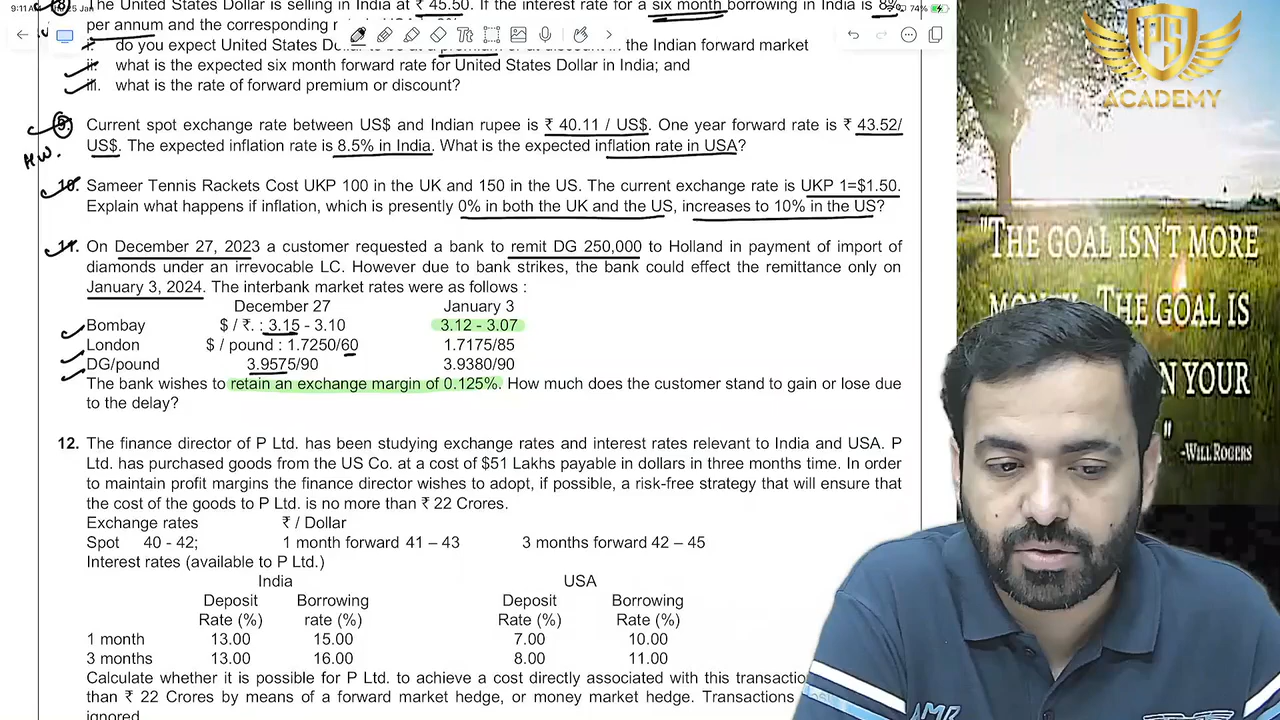 9:11AM Thu 25 Jan
74%
The United States Dollar is selling in India at ₹ 45.50. If the interest rate for a six month borrowing in India is 8%
per annum and the corresponding
i. do you expect United States Dollar to be at a premium or at discount in the Indian forward market
ii. what is the expected six month forward rate for United States Dollar in India; and
iii. what is the rate of forward premium or discount?
9. Current spot exchange rate between US$ and Indian rupee is ₹ 40.11 / US$. One year forward rate is ₹ 43.52/
US$. The expected inflation rate is 8.5% in India. What is the expected inflation rate in USA?
H.W.
10. Sameer Tennis Rackets Cost UKP 100 in the UK and 150 in the US. The current exchange rate is UKP 1=$1.50.
Explain what happens if inflation, which is presently 0% in both the UK and the US, increases to 10% in the US?
11. On December 27, 2023 a customer requested a bank to remit DG 250,000 to Holland in payment of import of
diamonds under an irrevocable LC. However due to bank strikes, the bank could effect the remittance only on
January 3, 2024. The interbank market rates were as follows :
December 27 January 3
Bombay $ / ₹. : 3.15 - 3.10 3.12 - 3.07
London $ / pound : 1.7250/60 1.7175/85
DG/pound 3.9575/90 3.9380/90
The bank wishes to retain an exchange margin of 0.125%. How much does the customer stand to gain or lose due
to the delay?
12. The finance director of P Ltd. has been studying exchange rates and interest rates relevant to India and USA. P
Ltd. has purchased goods from the US Co. at a cost of $51 Lakhs payable in dollars in three months time. In order
to maintain profit margins the finance director wishes to adopt, if possible, a risk-free strategy that will ensure that
the cost of the goods to P Ltd. is no more than ₹ 22 Crores.
Exchange rates ₹ / Dollar
Spot 40 - 42; 1 month forward 41 – 43 3 months forward 42 – 45
Interest rates (available to P Ltd.)
India USA
Deposit Borrowing Deposit Borrowing
Rate (%) rate (%) Rate (%) Rate (%)
1 month 13.00 15.00 7.00 10.00
3 months 13.00 16.00 8.00 11.00
Calculate whether it is possible for P Ltd. to achieve a cost directly associated with this transactio
than ₹ 22 Crores by means of a forward market hedge, or money market hedge. Transactions
ignored.
PS
ACADEMY
"THE GOAL ISN'T MORE
THE GOAL IS
N YOUR
"
-WILL ROGERS